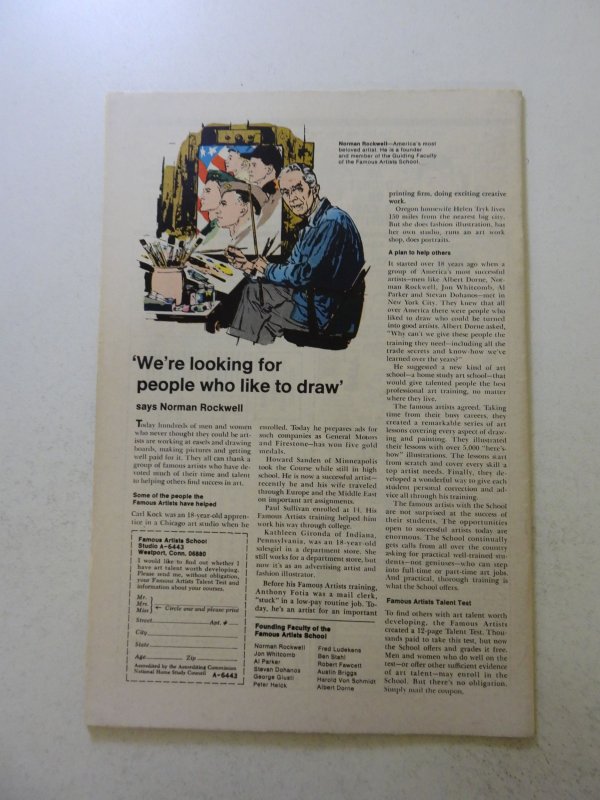 Norman Rockwell—America's most
beloved artist. He is a founder
and member of the Guiding Faculty
of the Famous Artists School.
'We're looking for
people who like to draw'
says Norman Rockwell
Today hundreds of men and women
who never thought they could be art-
ists are working at easels and drawing
boards, making pictures and getting
well paid for it. They all can thank a
group of famous artists who have de-
voted much of their time and talent
to helping others find success in art.
Some of the people the
Famous Artists have helped
Carl Kock was an 18-year-old appren-
tice in a Chicago art studio when he
enrolled. Today he prepares ads for
such companies as General Motors
and Firestone—has won five gold
medals.
Howard Sanden of Minneapolis
took the Course while still in high
school. He is now a successful artist—
recently he and his wife traveled
through Europe and the Middle East
on important art assignments.
Paul Sullivan enrolled at 14. His
Famous Artists training helped him
work his way through college.
Kathleen Gironda of Indiana,
Pennsylvania, was an 18-year-old
salesgirl in a department store. She
still works for a department store, but
now it's as an advertising artist and
fashion illustrator.
Before his Famous Artists training,
Anthony Fotia was a mail clerk,
"stuck" in a low-pay routine job. To-
day, he's an artist for an important
printing firm, doing exciting creative
work.
Oregon housewife Helen Tryk lives
150 miles from the nearest big city.
But she does fashion illustration, has
her own studio, runs an art work
shop, does portraits.
A plan to help others
It started over 18 years ago when a
group of America's most successful
artists—men like Albert Dorne, Nor-
man Rockwell, Jon Whitcomb, Al
Parker and Stevan Dohanos—met in
New York City. They knew that all
over America there were people who
liked to draw who could be turned
into good artists. Albert Dorne asked,
"Why can't we give these people the
training they need—including all the
trade secrets and know-how we've
learned over the years?"
He suggested a new kind of art
school—a home study art school—that
would give talented people the best
professional art training, no matter
where they live.
The famous artists agreed. Taking
time from their busy careers, they
created a remarkable series of art
lessons covering every aspect of draw-
ing and painting. They illustrated
their lessons with over 5,000 "here's-
how" illustrations. The lessons start
from scratch and cover every skill a
top artist needs. Finally, they de-
veloped a wonderful way to give each
student personal correction and ad-
vice all through his training.
The famous artists with the School
are not surprised at the success of
their students. The opportunities
open to successful artists today are
enormous. The School continually
gets calls from all over the country
asking for practical well-trained stu-
dents—not geniuses—who can step
into full-time or part-time art jobs.
And practical, thorough training is
what the School offers.
Famous Artists Talent Test
To find others with art talent worth
developing, the Famous Artists
created a 12-page Talent Test. Thou-
sands paid to take this test, but now
the School offers and grades it free.
Men and women who do well on the
test—or offer other sufficient evidence
of art talent—may enroll in the
School. But there's no obligation.
Simply mail the coupon.
Famous Artists School
Studio A-6443
Westport, Conn. 06880
I would like to find out whether I
have art talent worth developing.
Please send me, without obligation,
your Famous Artists Talent Test and
information about your courses.
Mr.
Mrs.
Miss
← Circle one and please print
Street Apt. #
City
State
Age Zip
Accredited by the Accrediting Commission
National Home Study Council A-6443
Founding Faculty of the
Famous Artists School
Norman Rockwell
Jon Whitcomb
Al Parker
Stevan Dohanos
George Giusti
Peter Helck
Fred Ludekens
Ben Stahl
Robert Fawcett
Austin Briggs
Harold Von Schmidt
Albert Dorne